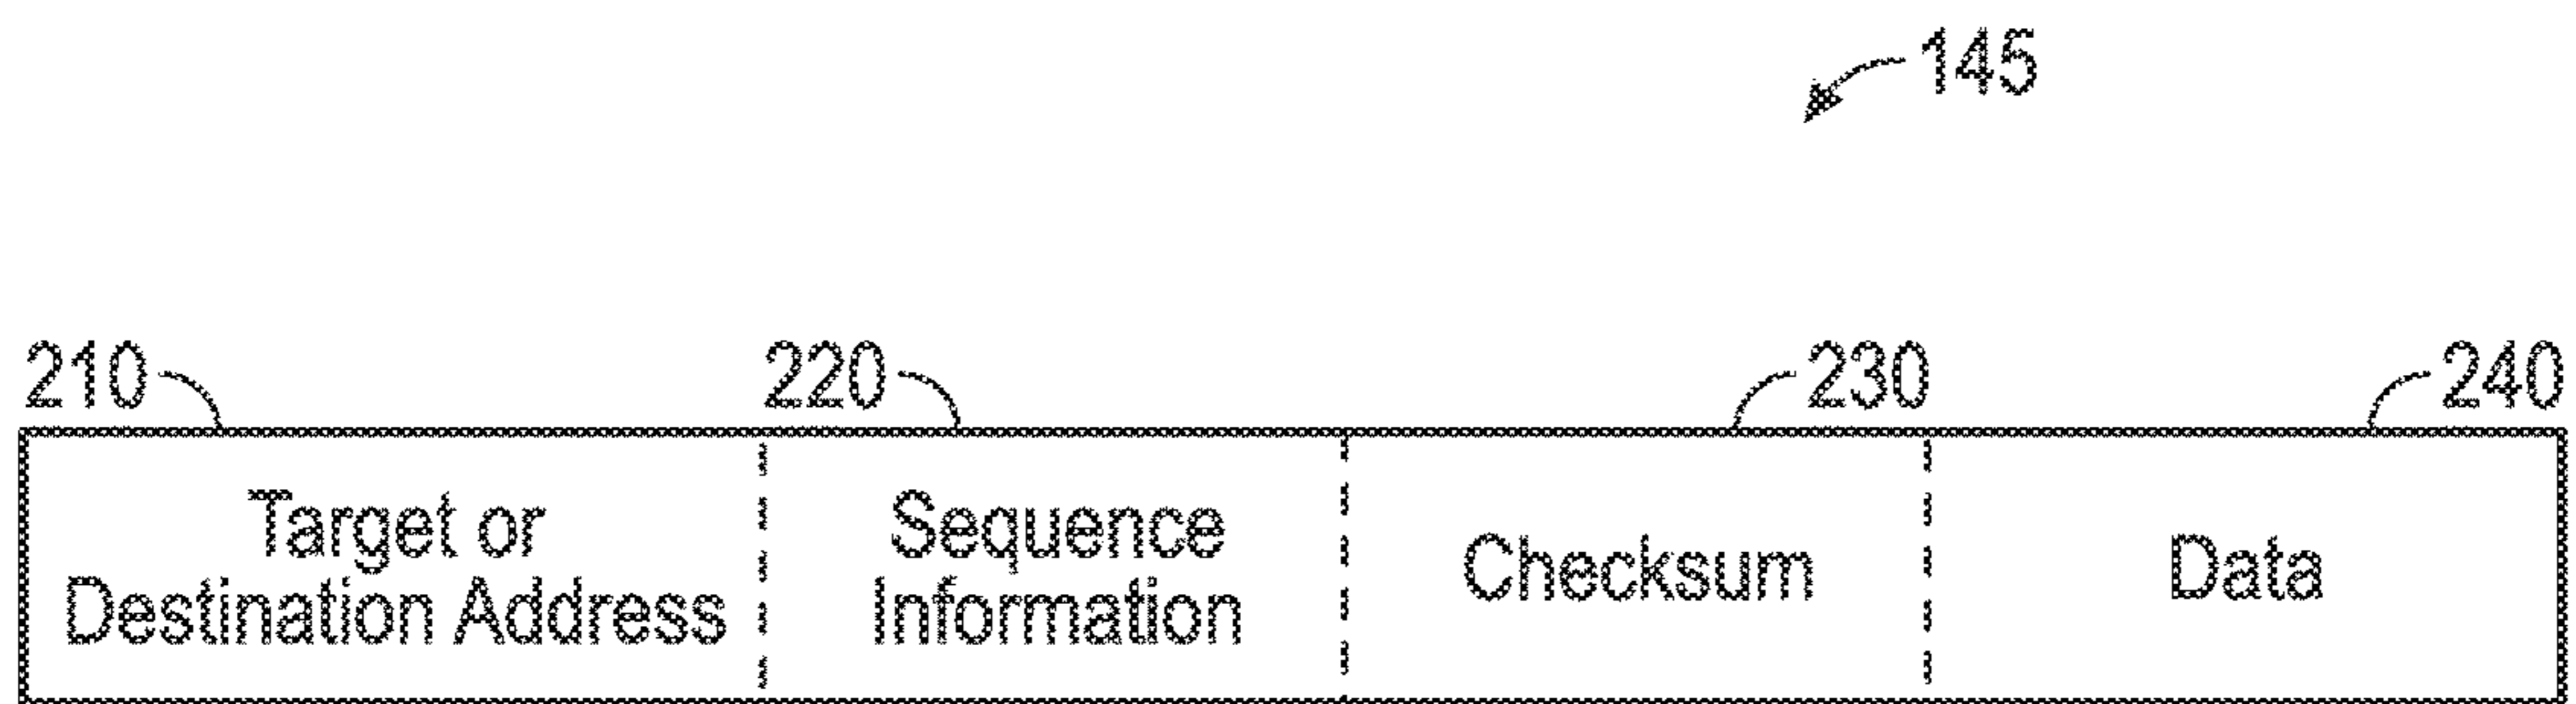 145
210
220
230
240
Target or
Destination Address
Sequence
Information
Checksum
Data